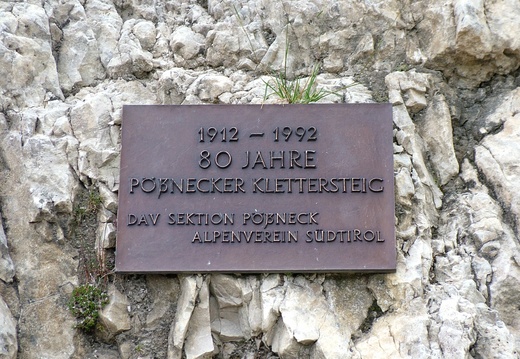 1912 – 1992
80 JAHRE
PÖẞNECKER KLETTERSTEIG
DAV SEKTION PÖẞNECK
ALPENVEREIN SÜDTIROL